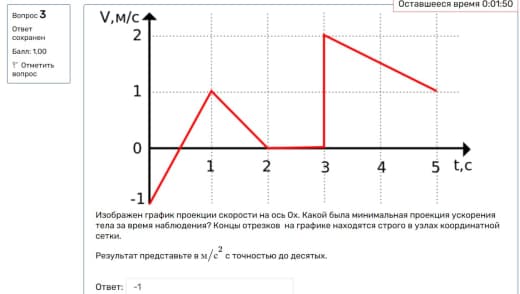 Оставшееся время 0:01:50
Вопрос 3
Ответ
сохранен
Балл: 1,00
Отметить
вопрос
V,м/с
2
1
0
-1
1 2 3 4 5 t,с
Изображен график проекции скорости на ось Ox. Какой была минимальная проекция ускорения
тела за время наблюдения? Концы отрезков на графике находятся строго в узлах координатной
сетки.
Результат представьте в м/с² с точностью до десятых.
Ответ: -1